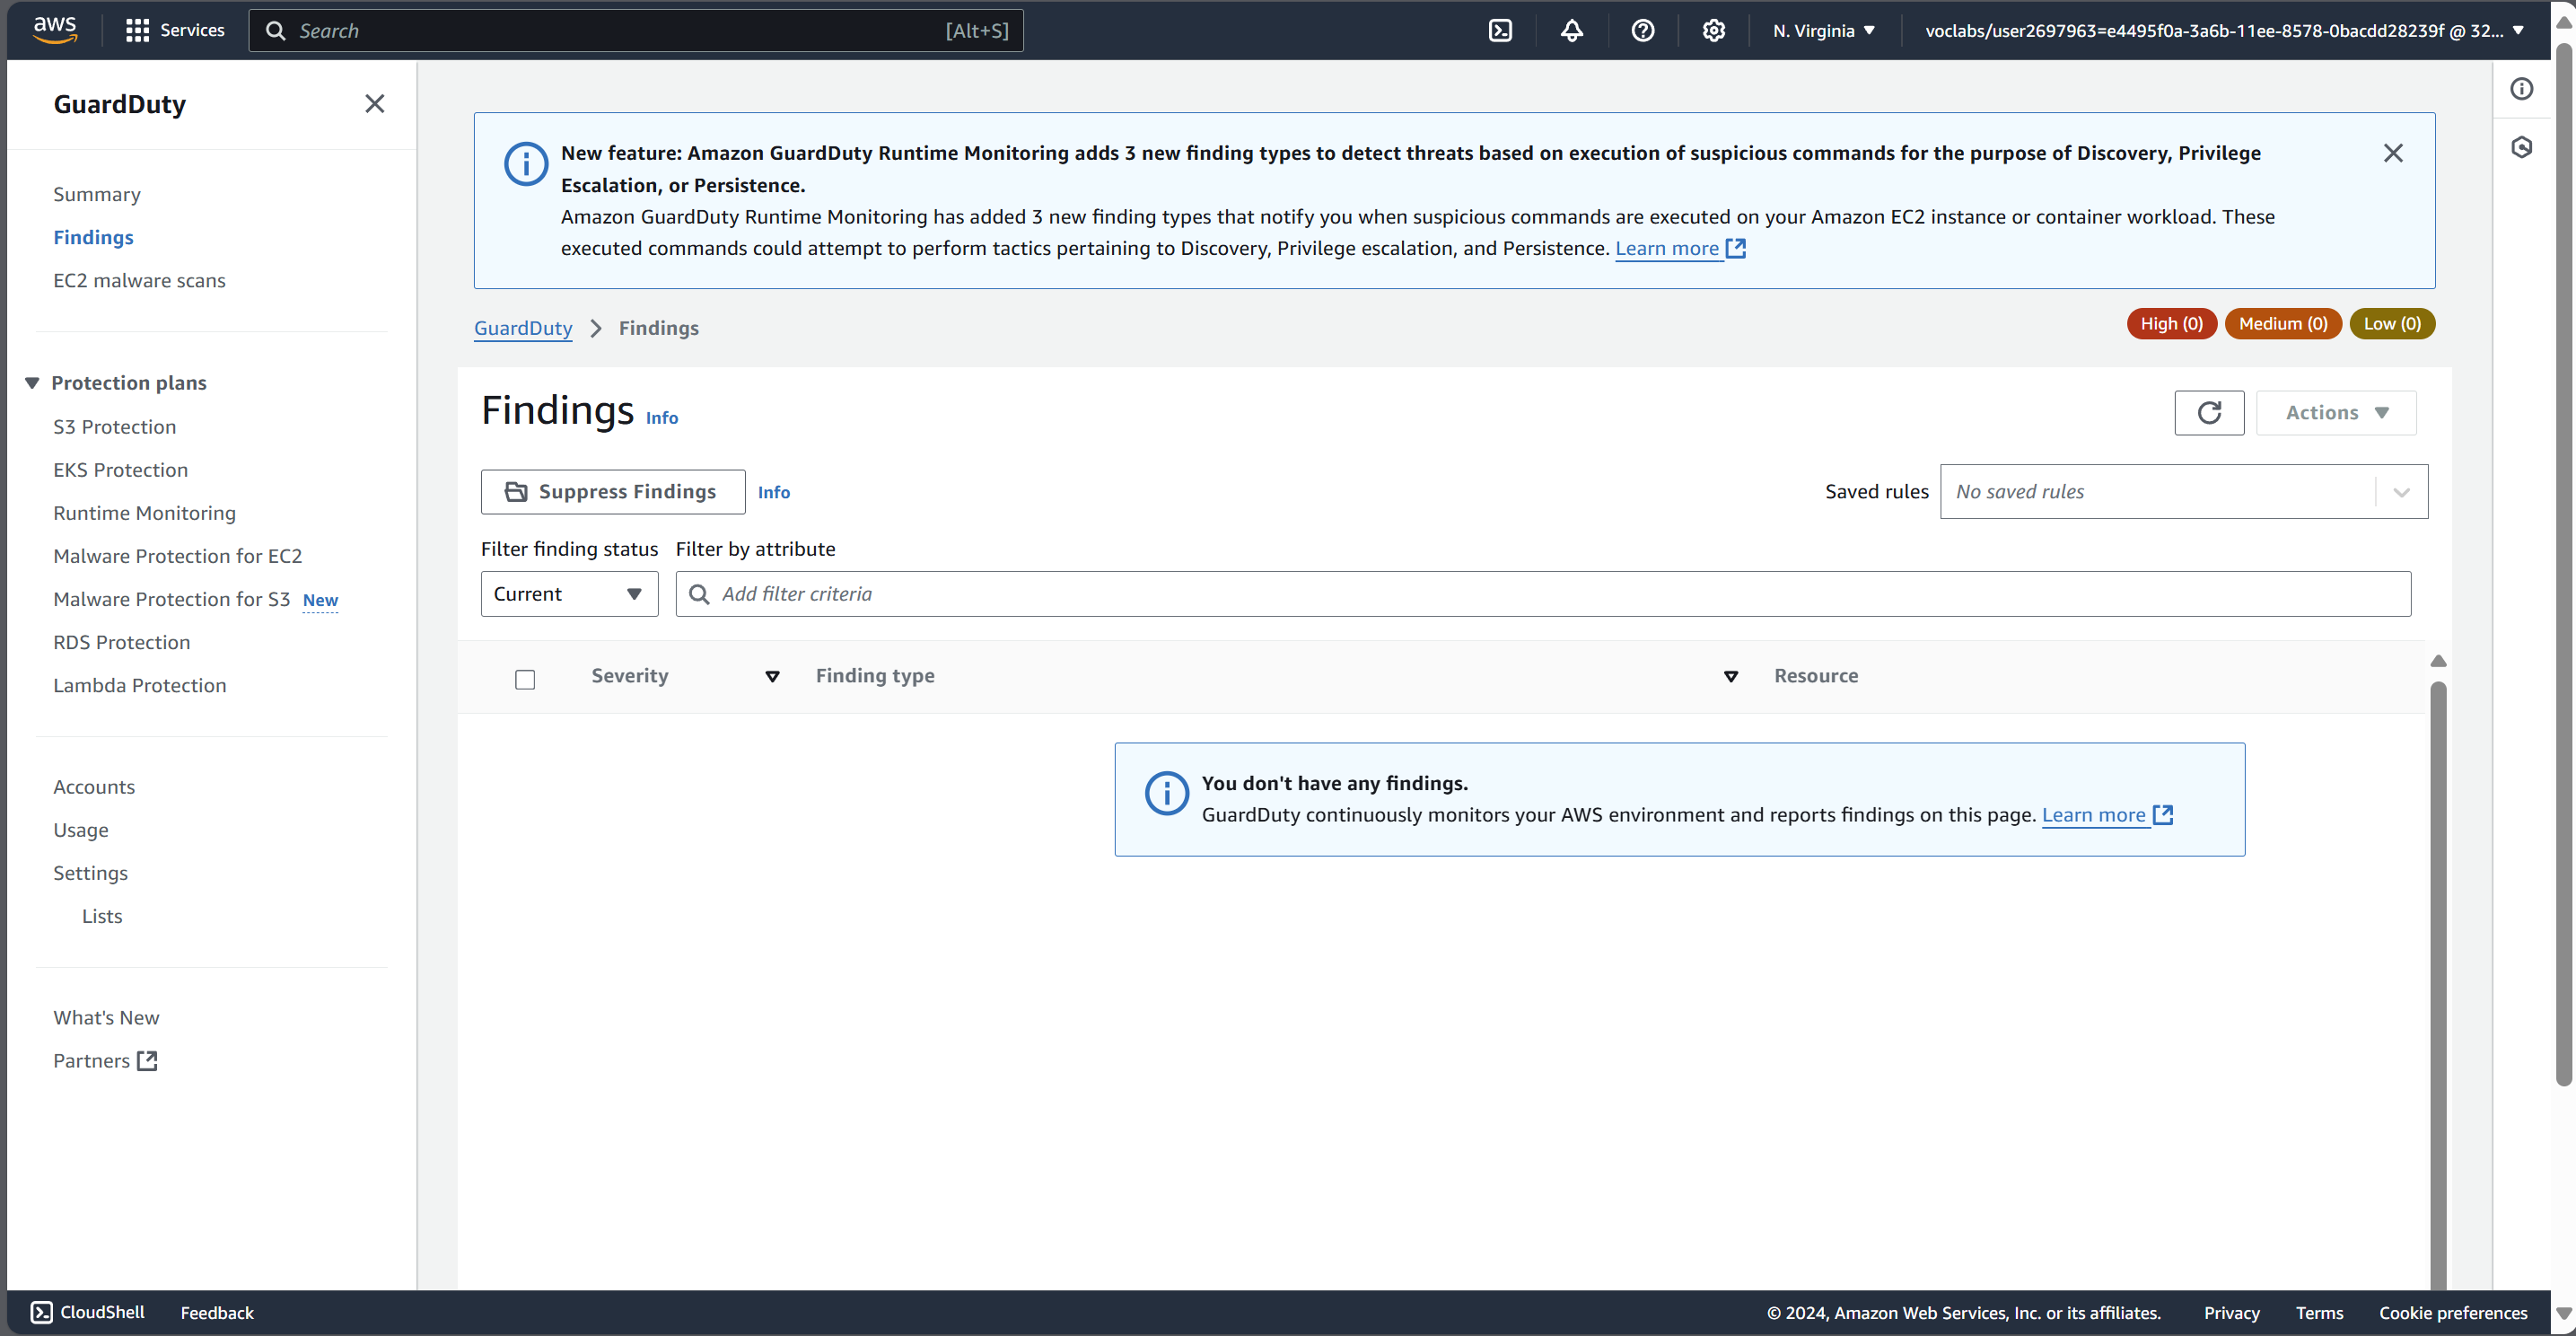 aws
Services
Search
[Alt+S]
N. Virginia
voclabs/user2697963=e4495f0a-3a6b-11ee-8578-0bacdd28239f @ 32...
GuardDuty
Summary
Findings
EC2 malware scans
Protection plans
S3 Protection
EKS Protection
Runtime Monitoring
Malware Protection for EC2
Malware Protection for S3 New
RDS Protection
Lambda Protection
Accounts
Usage
Settings
Lists
What's New
Partners
New feature: Amazon GuardDuty Runtime Monitoring adds 3 new finding types to detect threats based on execution of suspicious commands for the purpose of Discovery, Privilege
Escalation, or Persistence.
Amazon GuardDuty Runtime Monitoring has added 3 new finding types that notify you when suspicious commands are executed on your Amazon EC2 instance or container workload. These
executed commands could attempt to perform tactics pertaining to Discovery, Privilege escalation, and Persistence. Learn more
GuardDuty
Findings
High (0)
Medium (0)
Low (0)
Findings Info
Actions
Suppress Findings
Info
Saved rules
No saved rules
Filter finding status
Filter by attribute
Current
Add filter criteria
Severity
Finding type
Resource
You don't have any findings.
GuardDuty continuously monitors your AWS environment and reports findings on this page. Learn more
CloudShell
Feedback
© 2024, Amazon Web Services, Inc. or its affiliates.
Privacy
Terms
Cookie preferences